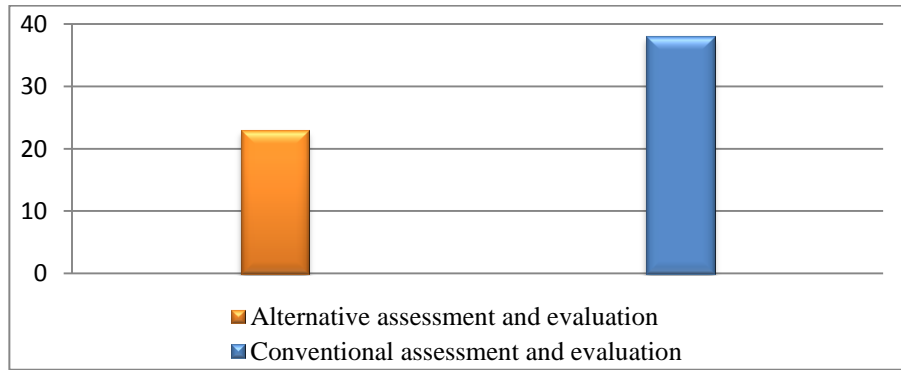 40
30
20
10
0
Alternative assessment and evaluation
Conventional assessment and evaluation